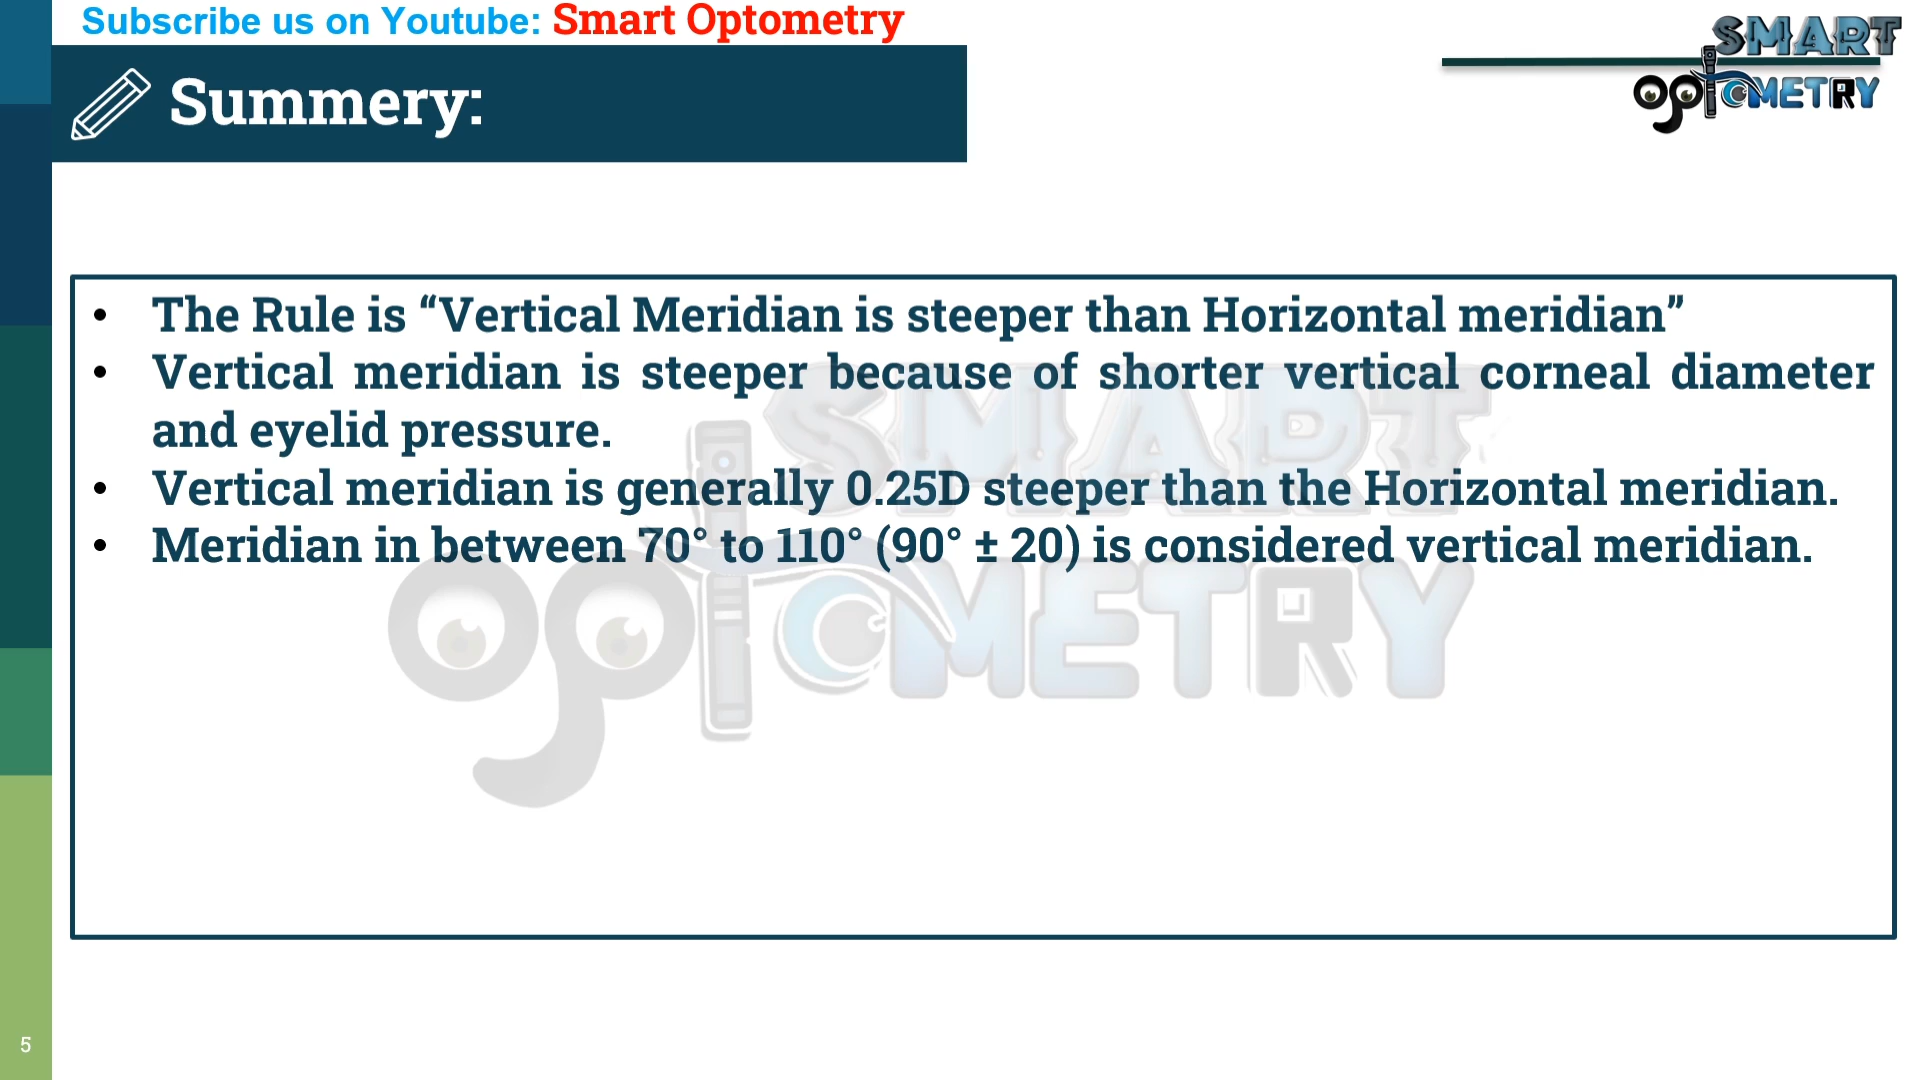 Subscribe us on Youtube: Smart Optometry
SMART
OPTOMETRY
Summery:
• The Rule is “Vertical Meridian is steeper than Horizontal meridian”
• Vertical meridian is steeper because of shorter vertical corneal diameter
and eyelid pressure.
• Vertical meridian is generally 0.25D steeper than the Horizontal meridian.
• Meridian in between 70° to 110° (90° ± 20) is considered vertical meridian.
SMART
OPTOMETRY
5